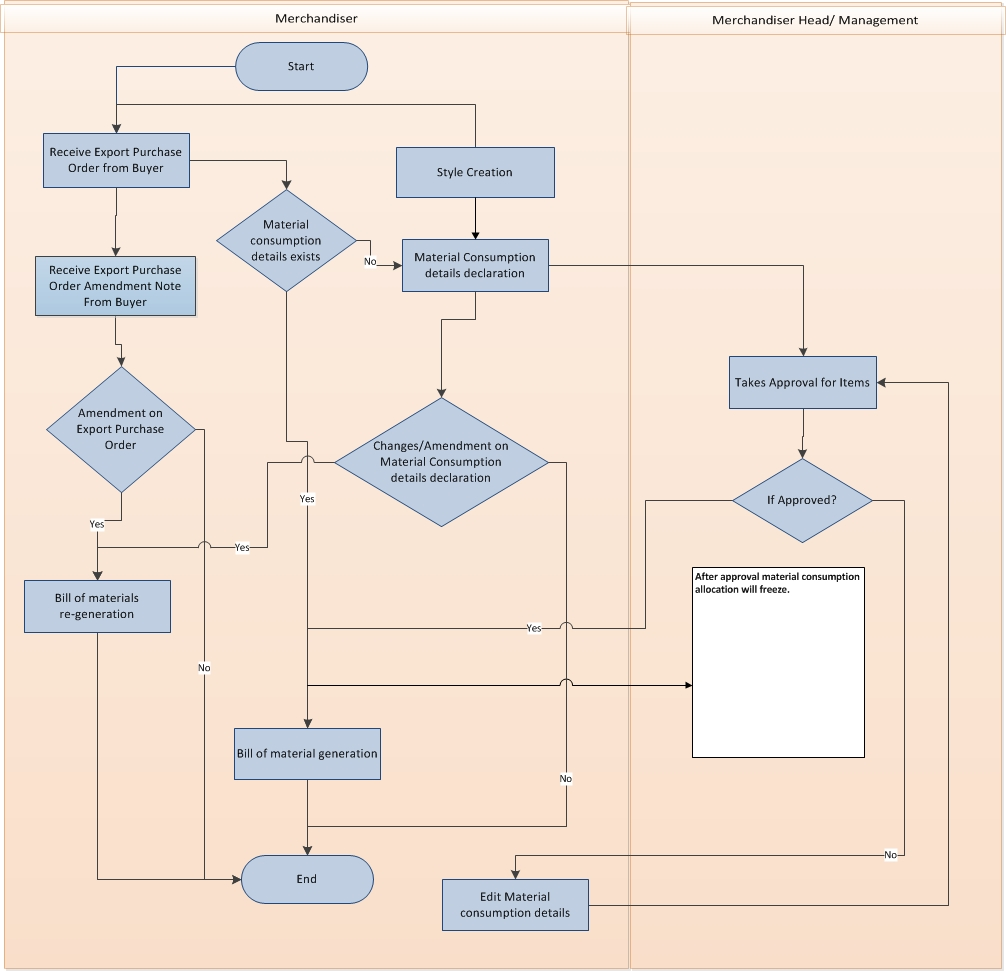 Merchandiser
Merchandiser Head/ Management
Start
Receive Export Purchase
Order from Buyer
Style Creation
Material
consumption
details exists
No
Material Consumption
details declaration
Receive Export Purchase
Order Amendment Note
From Buyer
Takes Approval for Items
Amendment on
Export Purchase
Order
Changes/Amendment on
Material Consumption
details declaration
Yes
If Approved?
Yes
Yes
After approval material consumption
allocation will freeze.
Bill of materials
re-generation
Yes
No
Bill of material generation
No
No
End
Edit Material
consumption details